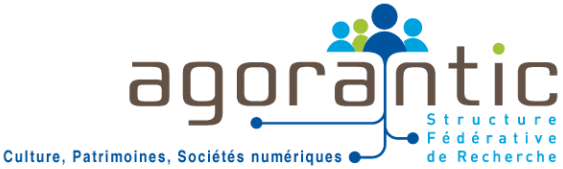 agorantic
Structure
Fédérative
de Recherche
Culture, Patrimoines, Sociétés numériques